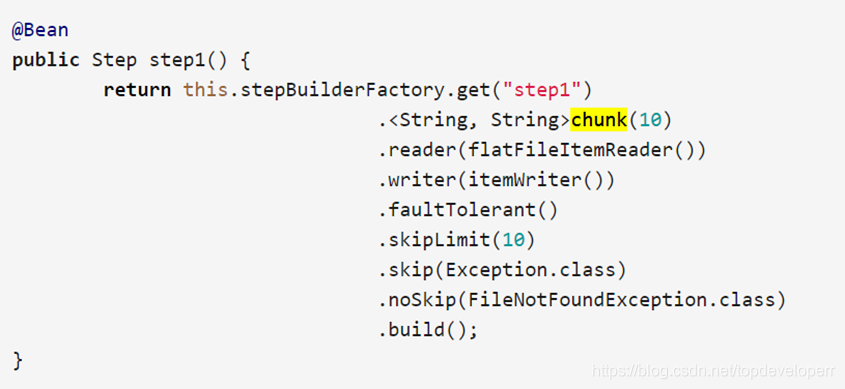 @Bean
public Step step1() {
        return this.stepBuilderFactory.get("step1")
                                .<String, String>chunk(10)
                                .reader(flatFileItemReader())
                                .writer(itemWriter())
                                .faultTolerant()
                                .skipLimit(10)
                                .skip(Exception.class)
                                .noSkip(FileNotFoundException.class)
                                .build();
}
https://blog.csdn.net/topdeveloperr